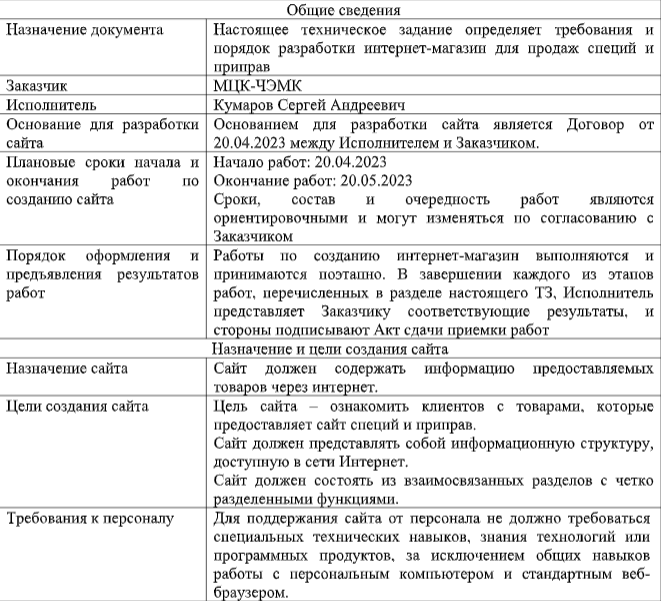 Общие сведения
Назначение документа
Настоящее техническое задание определяет требования и
порядок разработки интернет-магазин для продаж специй и
приправ
Заказчик
МЦК-ЧЭМК
Исполнитель
Кумаров Сергей Андреевич
Основание для разработки
сайта
Основанием для разработки сайта является Договор от
20.04.2023 между Исполнителем и Заказчиком.
Плановые сроки начала и
окончания работ по
созданию сайта
Начало работ: 20.04.2023
Окончание работ: 20.05.2023
Сроки, состав и очередность работ являются
ориентировочными и могут изменяться по согласованию с
Заказчиком
Порядок оформления и
предъявления результатов
работ
Работы по созданию интернет-магазин выполняются и
принимаются поэтапно. В завершении каждого из этапов
работ, перечисленных в разделе настоящего ТЗ, Исполнитель
представляет Заказчику соответствующие результаты, и
стороны подписывают Акт сдачи приемки работ
Назначение и цели создания сайта
Назначение сайта
Сайт должен содержать информацию предоставляемых
товаров через интернет.
Цели создания сайта
Цель сайта – ознакомить клиентов с товарами, которые
предоставляет сайт специй и приправ.
Сайт должен представлять собой информационную структуру,
доступную в сети Интернет.
Сайт должен состоять из взаимосвязанных разделов с четко
разделенными функциями.
Требования к персоналу
Для поддержания сайта от персонала не должно требоваться
специальных технических навыков, знания технологий или
программных продуктов, за исключением общих навыков
работы с персональным компьютером и стандартным веб-
браузером.